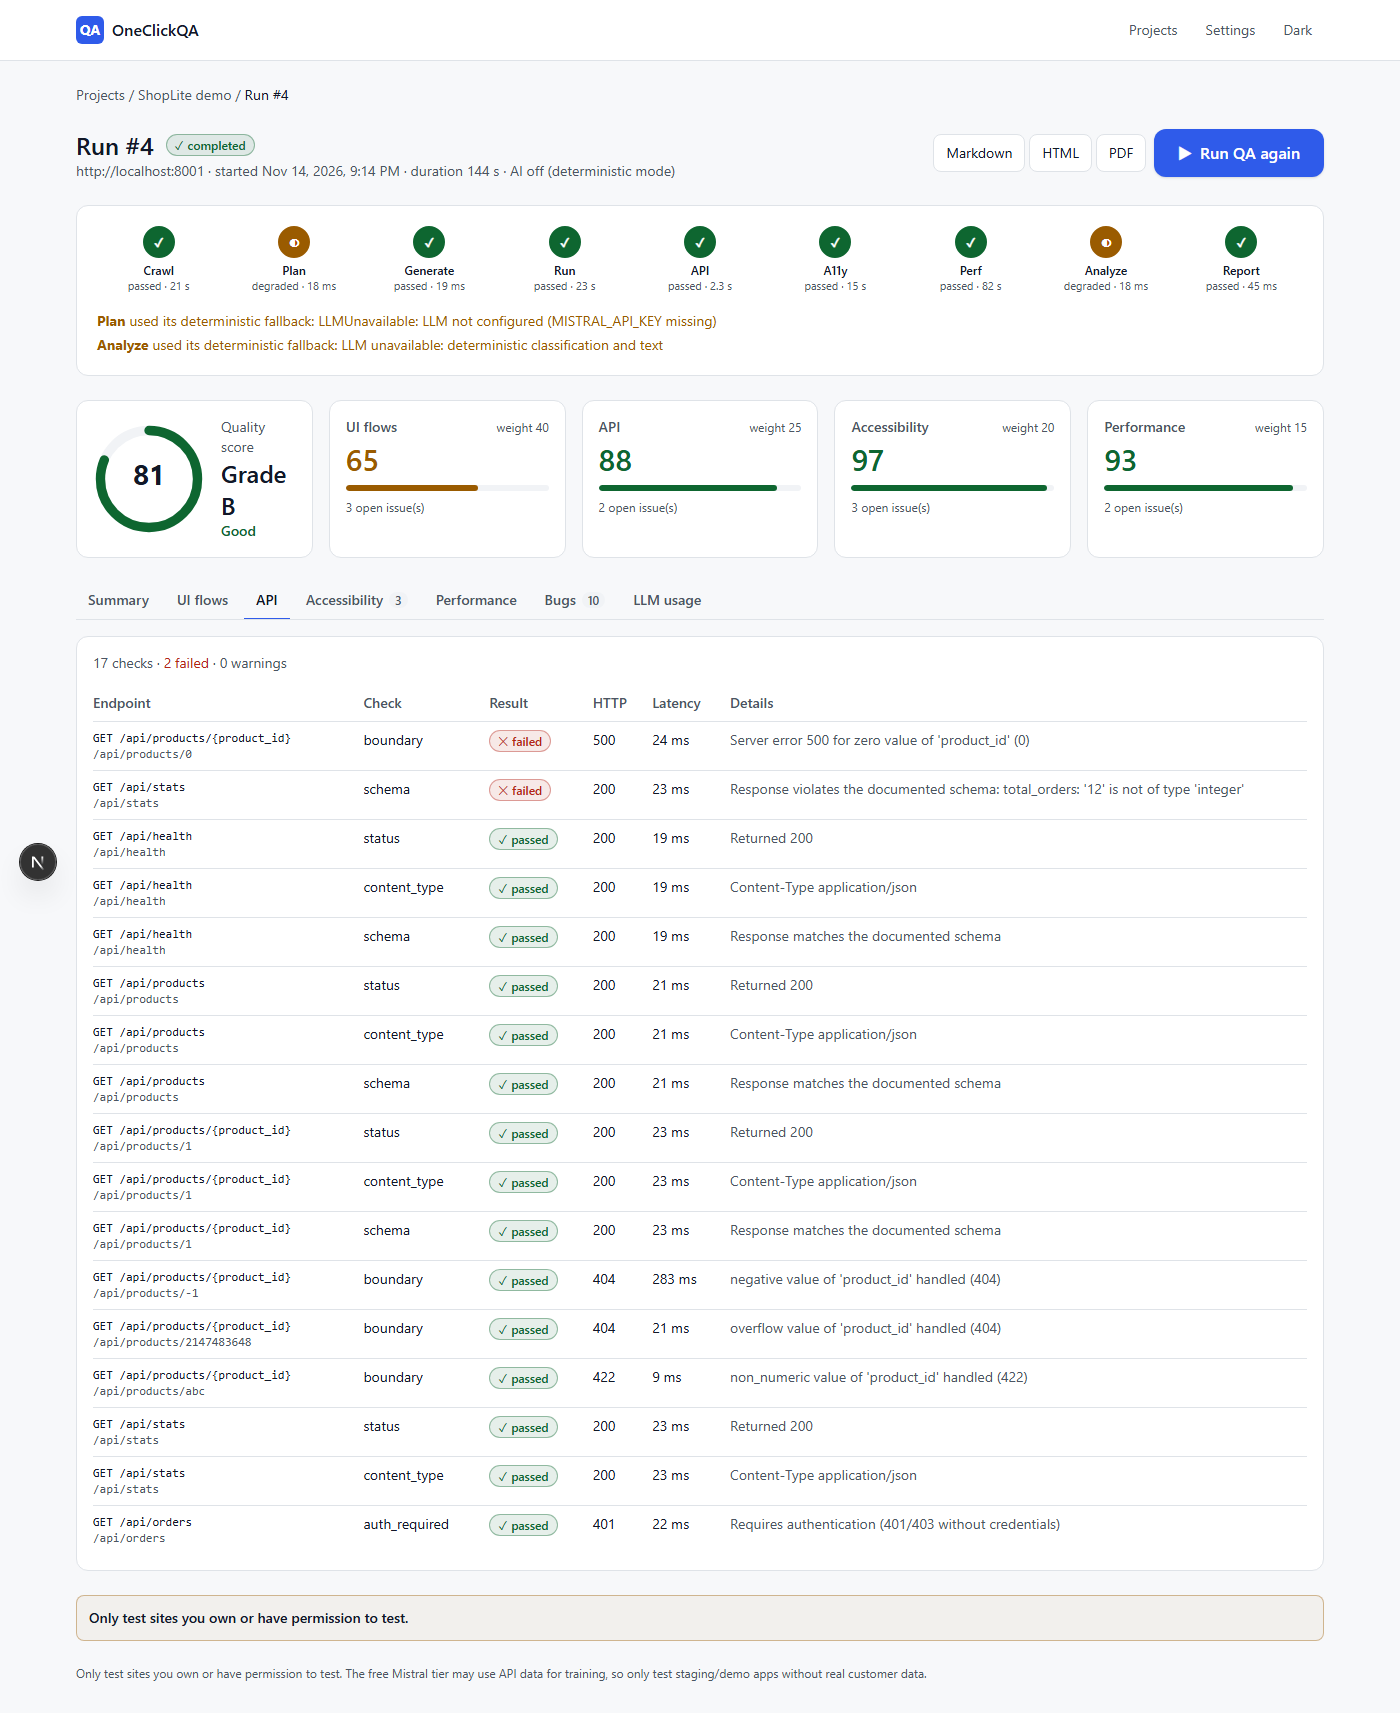 QA OneClickQA
Projects Settings Dark
Projects / ShopLite demo / Run #4
Run #4 ✓ completed
http://localhost:8001 · started Nov 14, 2026, 9:14 PM · duration 144 s · AI off (deterministic mode)
Markdown HTML PDF ▶ Run QA again
Crawl Plan Generate Run API A11y Perf Analyze Report
passed · 21 s degraded · 18 ms passed · 19 ms passed · 23 s passed · 2.3 s passed · 15 s passed · 82 s degraded · 18 ms passed · 45 ms
Plan used its deterministic fallback: LLMUnavailable: LLM not configured (MISTRAL_API_KEY missing)
Analyze used its deterministic fallback: LLM unavailable: deterministic classification and text
81
Quality
score
Grade
B
Good
UI flows weight 40
65
3 open issue(s)
API weight 25
88
2 open issue(s)
Accessibility weight 20
97
3 open issue(s)
Performance weight 15
93
2 open issue(s)
Summary UI flows API Accessibility 3 Performance Bugs 10 LLM usage
17 checks · 2 failed · 0 warnings
Endpoint Check Result HTTP Latency Details
GET /api/products/{product_id} boundary ✕ failed 500 24 ms Server error 500 for zero value of 'product_id' (0)
/api/products/0
GET /api/stats schema ✕ failed 200 23 ms Response violates the documented schema: total_orders: '12' is not of type 'integer'
/api/stats
GET /api/health status ✓ passed 200 19 ms Returned 200
/api/health
GET /api/health content_type ✓ passed 200 19 ms Content-Type application/json
/api/health
GET /api/health schema ✓ passed 200 19 ms Response matches the documented schema
/api/health
GET /api/products status ✓ passed 200 21 ms Returned 200
/api/products
GET /api/products content_type ✓ passed 200 21 ms Content-Type application/json
/api/products
GET /api/products schema ✓ passed 200 21 ms Response matches the documented schema
/api/products
GET /api/products/{product_id} status ✓ passed 200 23 ms Returned 200
/api/products/1
GET /api/products/{product_id} content_type ✓ passed 200 23 ms Content-Type application/json
/api/products/1
GET /api/products/{product_id} schema ✓ passed 200 23 ms Response matches the documented schema
/api/products/1
GET /api/products/{product_id} boundary ✓ passed 404 283 ms negative value of 'product_id' handled (404)
/api/products/-1
GET /api/products/{product_id} boundary ✓ passed 404 21 ms overflow value of 'product_id' handled (404)
/api/products/2147483648
GET /api/products/{product_id} boundary ✓ passed 422 9 ms non_numeric value of 'product_id' handled (422)
/api/products/abc
GET /api/stats status ✓ passed 200 23 ms Returned 200
/api/stats
GET /api/stats content_type ✓ passed 200 23 ms Content-Type application/json
/api/stats
GET /api/orders auth_required ✓ passed 401 22 ms Requires authentication (401/403 without credentials)
/api/orders
N
Only test sites you own or have permission to test.
Only test sites you own or have permission to test. The free Mistral tier may use API data for training, so only test staging/demo apps without real customer data.